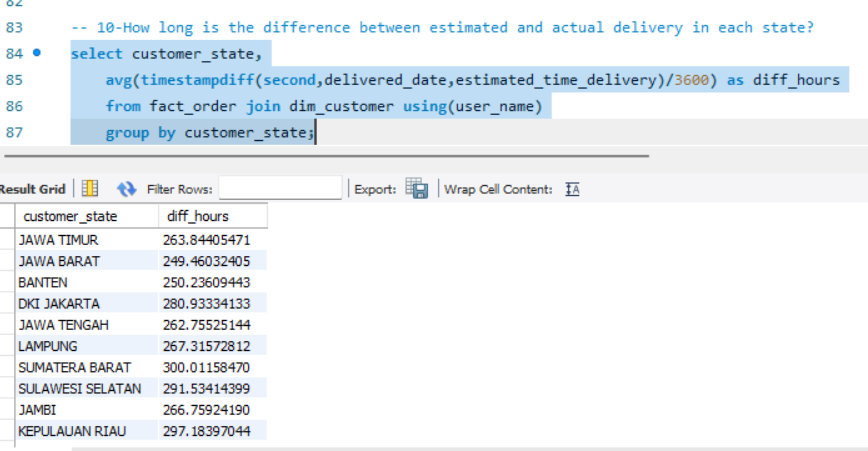 82
83 -- 10-How long is the difference between estimated and actual delivery in each state?
84 select customer_state,
85 avg(timestampdiff(second,delivered_date,estimated_time_delivery)/3600) as diff_hours
86 from fact_order join dim_customer using(user_name)
87 group by customer_state;
Result Grid Filter Rows: Export: Wrap Cell Content:
customer_state diff_hours
JAWA TIMUR 263.84405471
JAWA BARAT 249.46032405
BANTEN 250.23609443
DKI JAKARTA 280.93334133
JAWA TENGAH 262.75525144
LAMPUNG 267.31572812
SUMATERA BARAT 300.01158470
SULAWESI SELATAN 291.53414399
JAMBI 266.75924190
KEPULAUAN RIAU 297.18397044